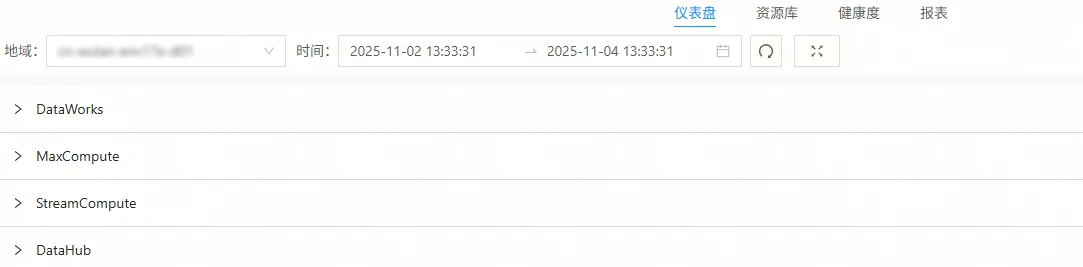 仪表盘 资源库 健康度 报表
地域: 时间: 2025-11-02 13:33:31 → 2025-11-04 13:33:31
DataWorks
MaxCompute
StreamCompute
DataHub